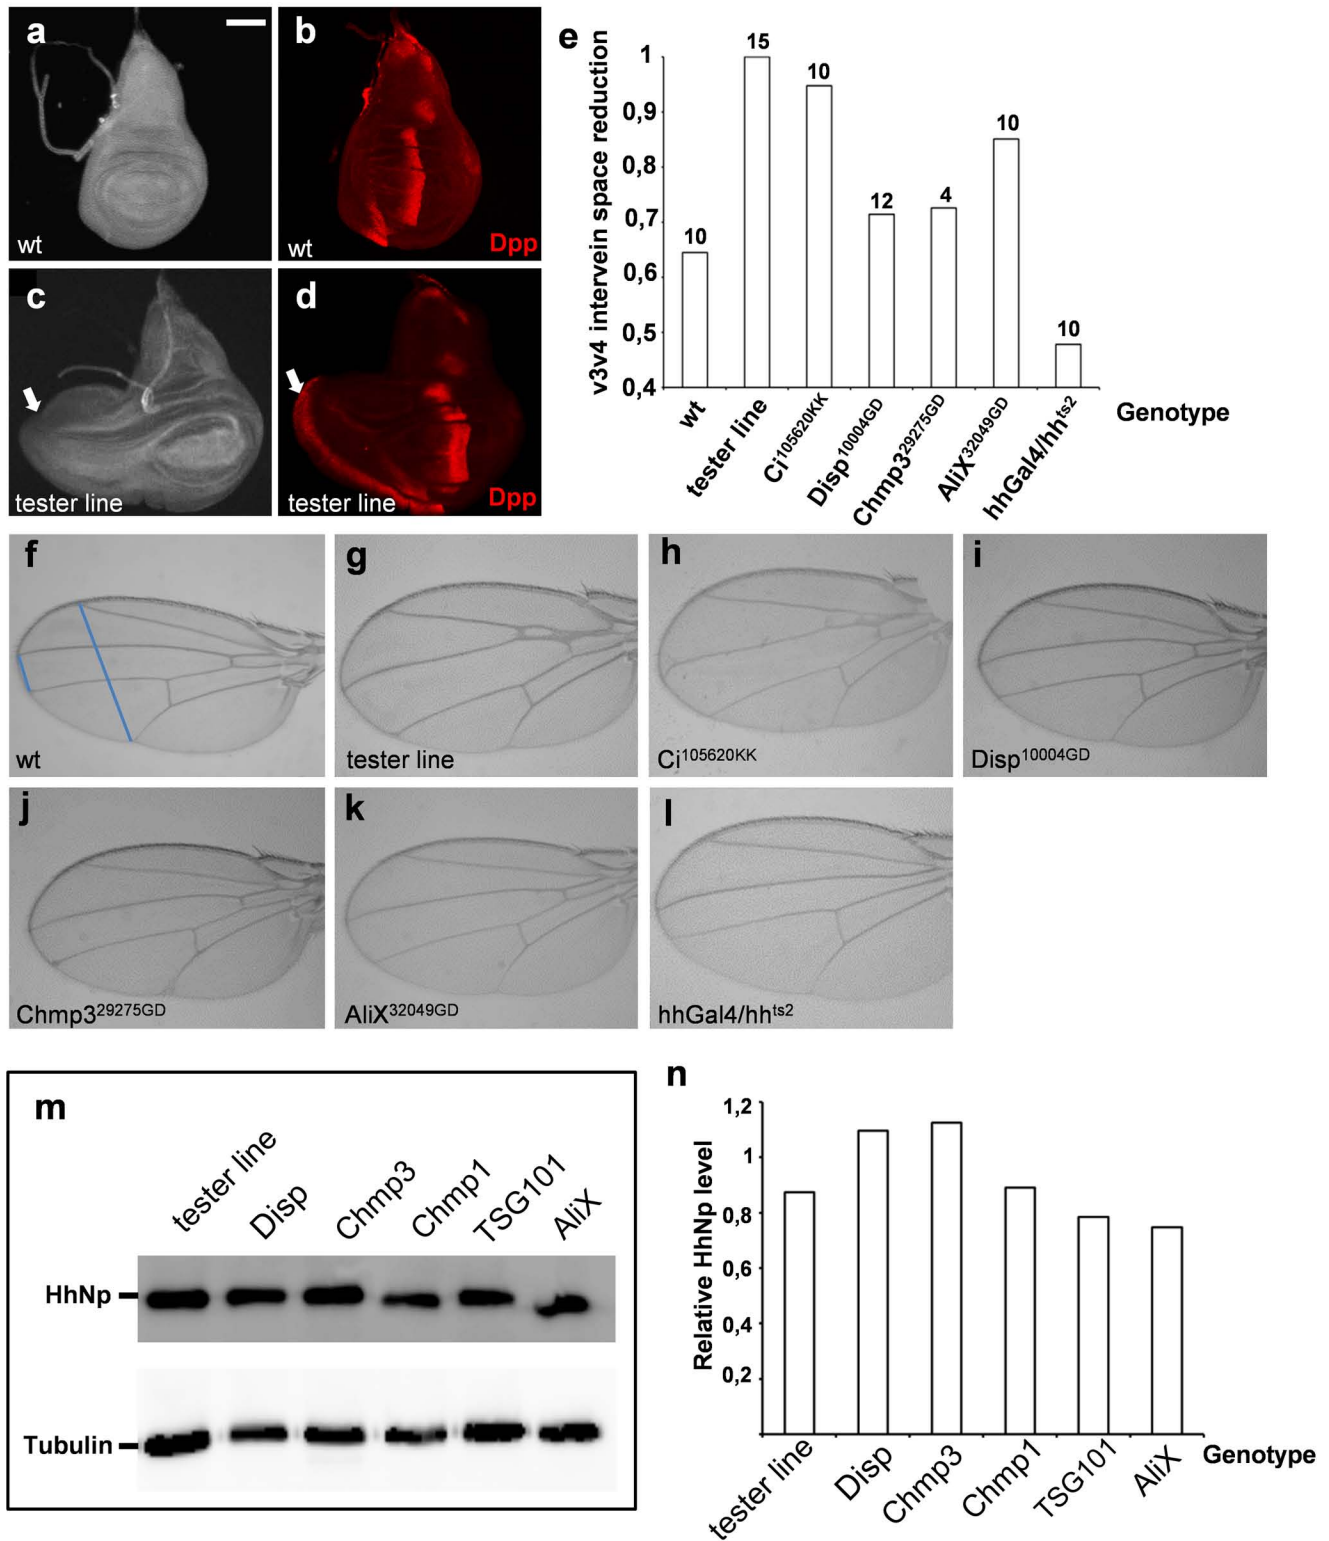 a
wt
b
wt
Dpp
c
tester line
d
tester line
Dpp
e
v3v4 intervein space reduction
1
0,9
0,8
0,7
0,6
0,5
0,4
10
15
10
12
4
10
10
wt
tester line
Ci105620KK
Disp10004GD
Chmp329275GD
AliX32049GD
hhGal4/hhts2
Genotype
f
wt
g
tester line
h
Ci105620KK
i
Disp10004GD
j
Chmp329275GD
k
AliX32049GD
l
hhGal4/hhts2
m
tester line
Disp
Chmp3
Chmp1
TSG101
AliX
HhNp
Tubulin
n
Relative HhNp level
1,2
1
0,8
0,6
0,4
0,2
tester line
Disp
Chmp3
Chmp1
TSG101
AliX
Genotype